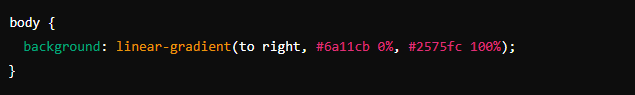 body {
  background: linear-gradient(to right, #6a11cb 0%, #2575fc 100%);
}